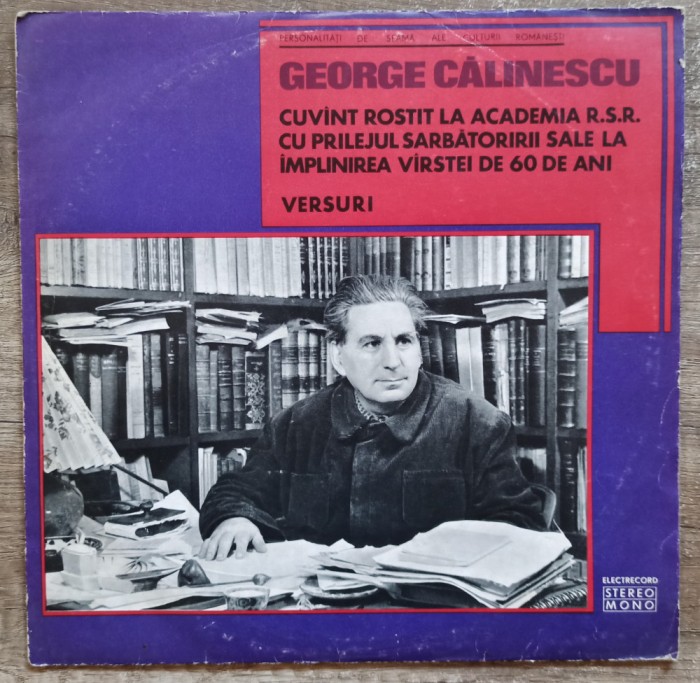 PERSONALITĂȚI DE SEAMĂ ALE CULTURII ROMÂNEȘTI
GEORGE CĂLINESCU
CUVÎNT ROSTIT LA ACADEMIA R.S.R.
CU PRILEJUL SARBĂTORIRII SALE LA
ÎMPLINIREA VÎRSTEI DE 60 DE ANI
VERSURI
ELECTRECORD
STEREO
MONO